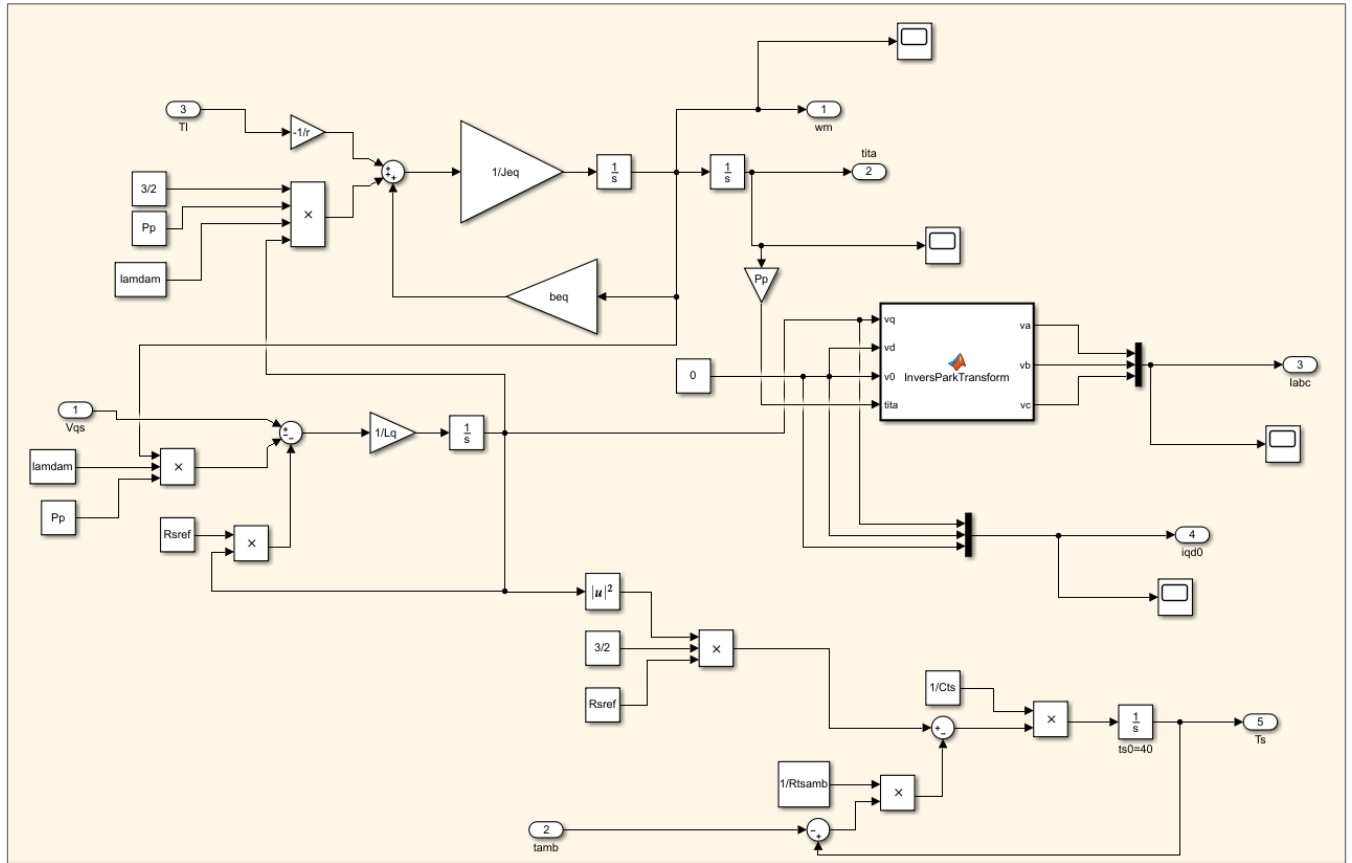 3
Tl
-1/r
1/Jeq
1
s
1
wm
1
s
tita
2
3/2
Pp
lamdam
×
beq
Pp
vq
vd
v0
tita
InversParkTransform
va
vb
vc
3
Iabc
0
1
Vqs
lamdam
Pp
×
1/Lq
1
s
Rsref
×
4
iqd0
|u|²
3/2
Rsref
×
1/Cts
×
1
s
ts0=40
5
Ts
1/Rtsamb
×
2
tamb